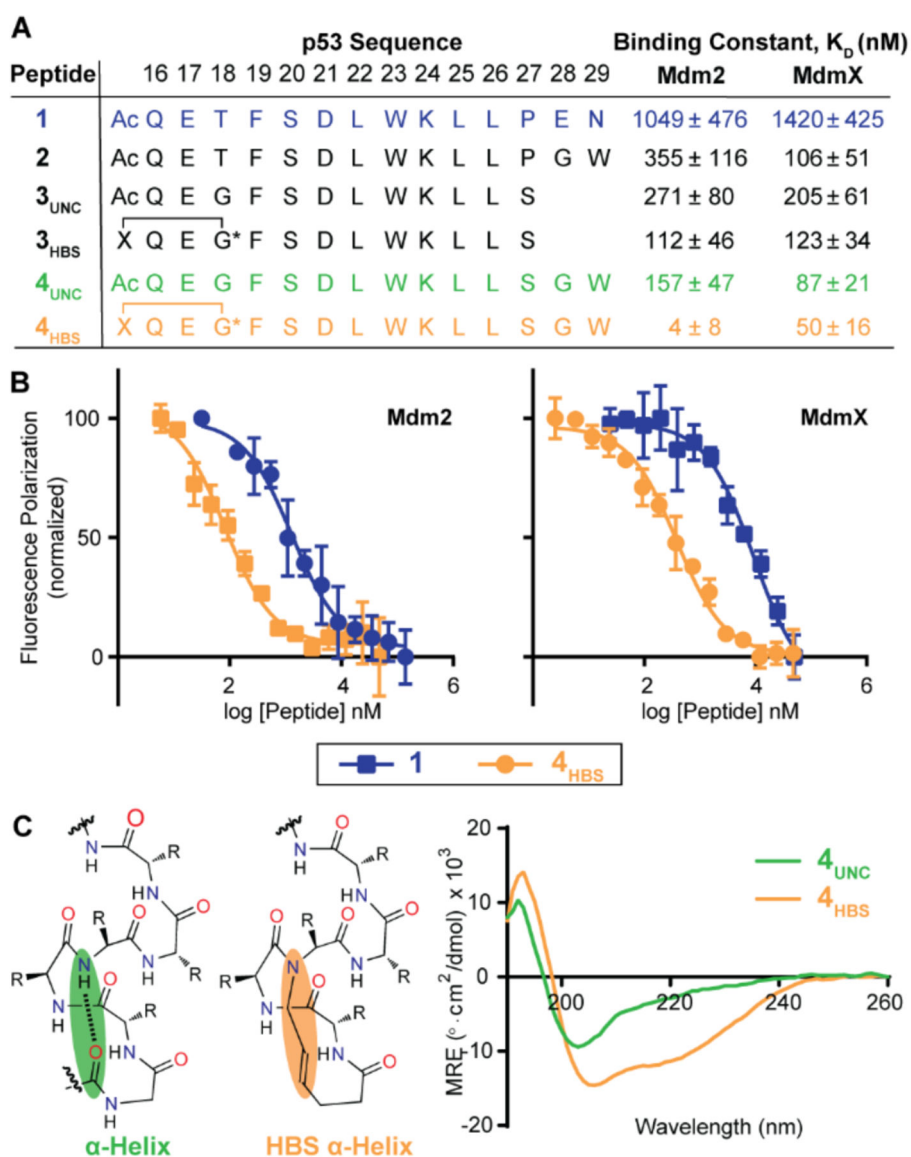 A
p53 Sequence Binding Constant, K_D (nM)
Peptide 16 17 18 19 20 21 22 23 24 25 26 27 28 29 Mdm2 MdmX
1 Ac Q E T F S D L W K L L P E N 1049 ± 476 1420 ± 425
2 Ac Q E T F S D L W K L L P G W 355 ± 116 106 ± 51
3UNC Ac Q E G F S D L W K L L S 271 ± 80 205 ± 61
3HBS X Q E G* F S D L W K L L S 112 ± 46 123 ± 34
4UNC Ac Q E G F S D L W K L L S G W 157 ± 47 87 ± 21
4HBS X Q E G* F S D L W K L L S G W 4 ± 8 50 ± 16
B
Mdm2 MdmX
Fluorescence Polarization
(normalized)
100
50
0
2 4 6 2 4 6
log [Peptide] nM log [Peptide] nM
1 4HBS
C
N H O R
H N O R
O R N H O
R N H O R
N H O R
O H N O
N H
α-Helix
N H O R
H N O R
O R N O
R N H O R
N H O R
H N O
HBS α-Helix
MRE (° · cm²/dmol) x 10³
20
10
0
-10
-20
200 220 240 260
Wavelength (nm)
4UNC
4HBS